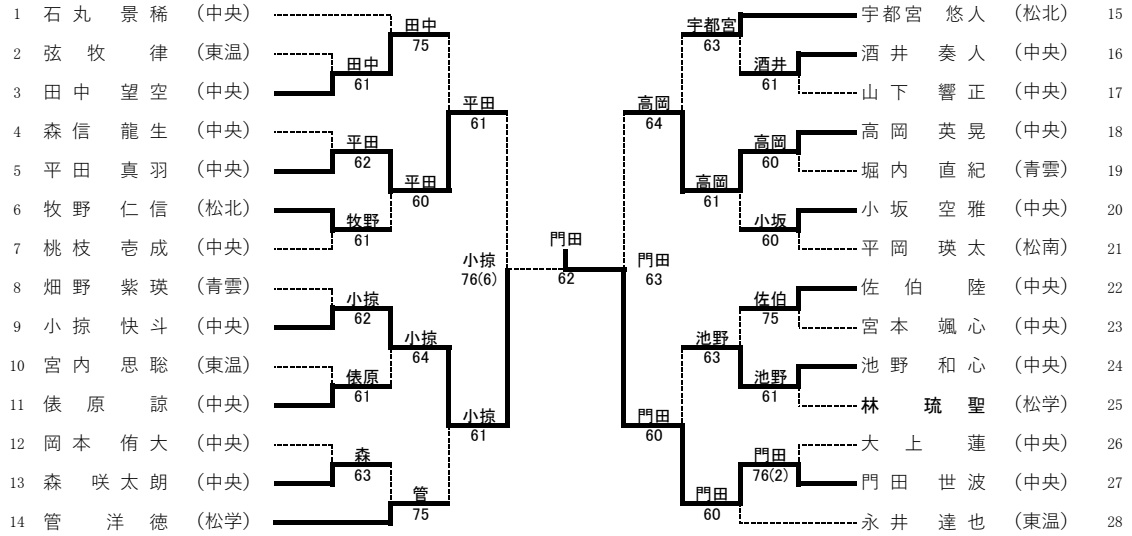 1 石丸 景稀 (中央)
2 弦牧 律 (東温)
3 田中 望空 (中央)
4 森信 龍生 (中央)
5 平田 真羽 (中央)
6 牧野 仁信 (松北)
7 桃枝 壱成 (中央)
8 畑野 紫瑛 (青雲)
9 小掠 快斗 (中央)
10 宮内 思聡 (東温)
11 俵原 諒 (中央)
12 岡本 侑大 (中央)
13 森 咲太朗 (中央)
14 管 洋徳 (松学)
田中
61
平田
62
牧野
61
小掠
62
俵原
61
森
63
田中
75
平田
60
小掠
64
管
75
平田
61
小掠
61
小掠
76(6)
門田
62
門田
63
高岡
64
門田
60
宇都宮
63
高岡
61
池野
63
門田
60
酒井
61
高岡
60
小坂
60
佐伯
75
池野
61
門田
76(2)
宇都宮 悠人 (松北) 15
酒井 奏人 (中央) 16
山下 響正 (中央) 17
高岡 英晃 (中央) 18
堀内 直紀 (青雲) 19
小坂 空雅 (中央) 20
平岡 瑛太 (松南) 21
佐伯 陸 (中央) 22
宮本 颯心 (中央) 23
池野 和心 (中央) 24
林 琉聖 (松学) 25
大上 蓮 (中央) 26
門田 世波 (中央) 27
永井 達也 (東温) 28